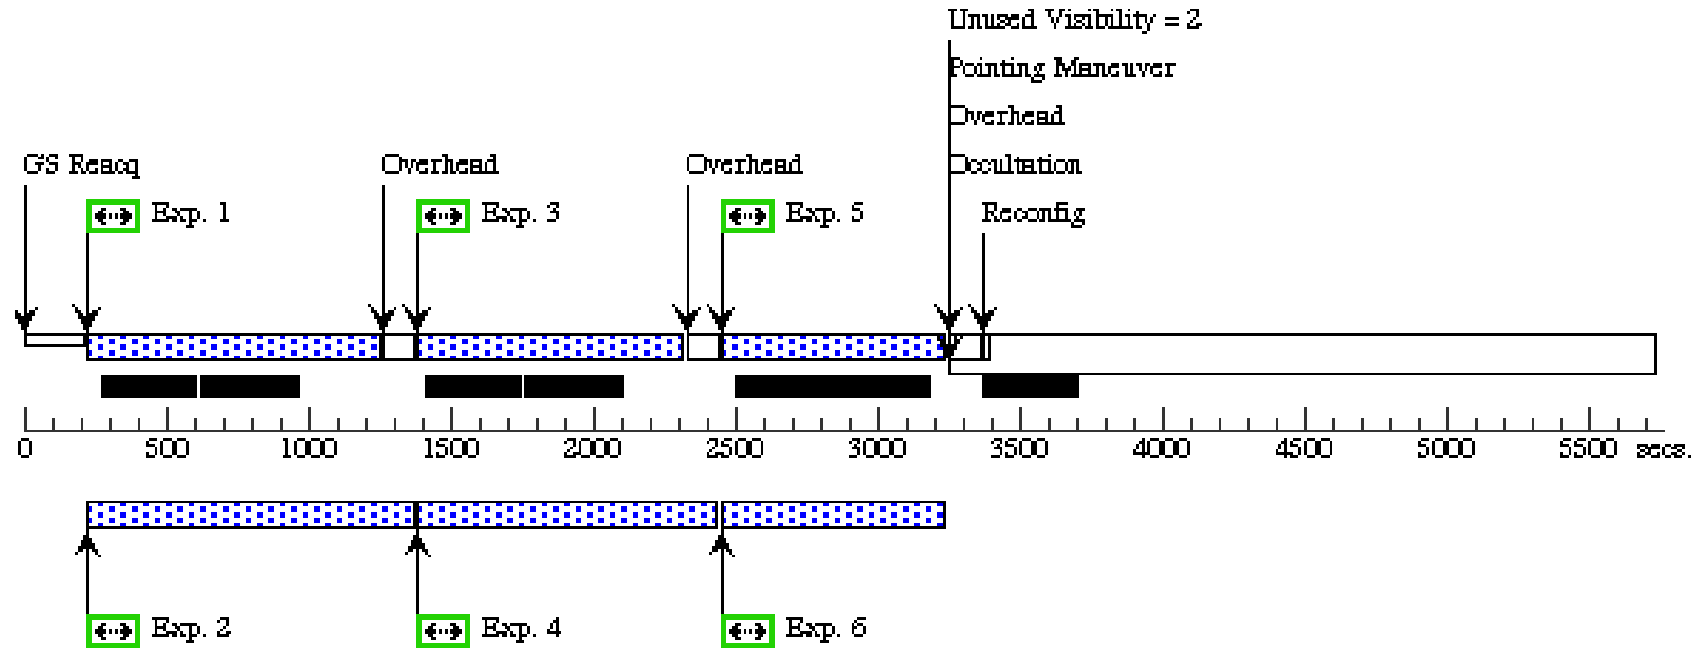 Unused Visibility = 2
Pointing Maneuver
Overhead
GS Reacq Overhead Overhead Occultation
Exp. 1 Exp. 3 Exp. 5 Reconfig
0 500 1000 1500 2000 2500 3000 3500 4000 4500 5000 5500 secs.
Exp. 2 Exp. 4 Exp. 6